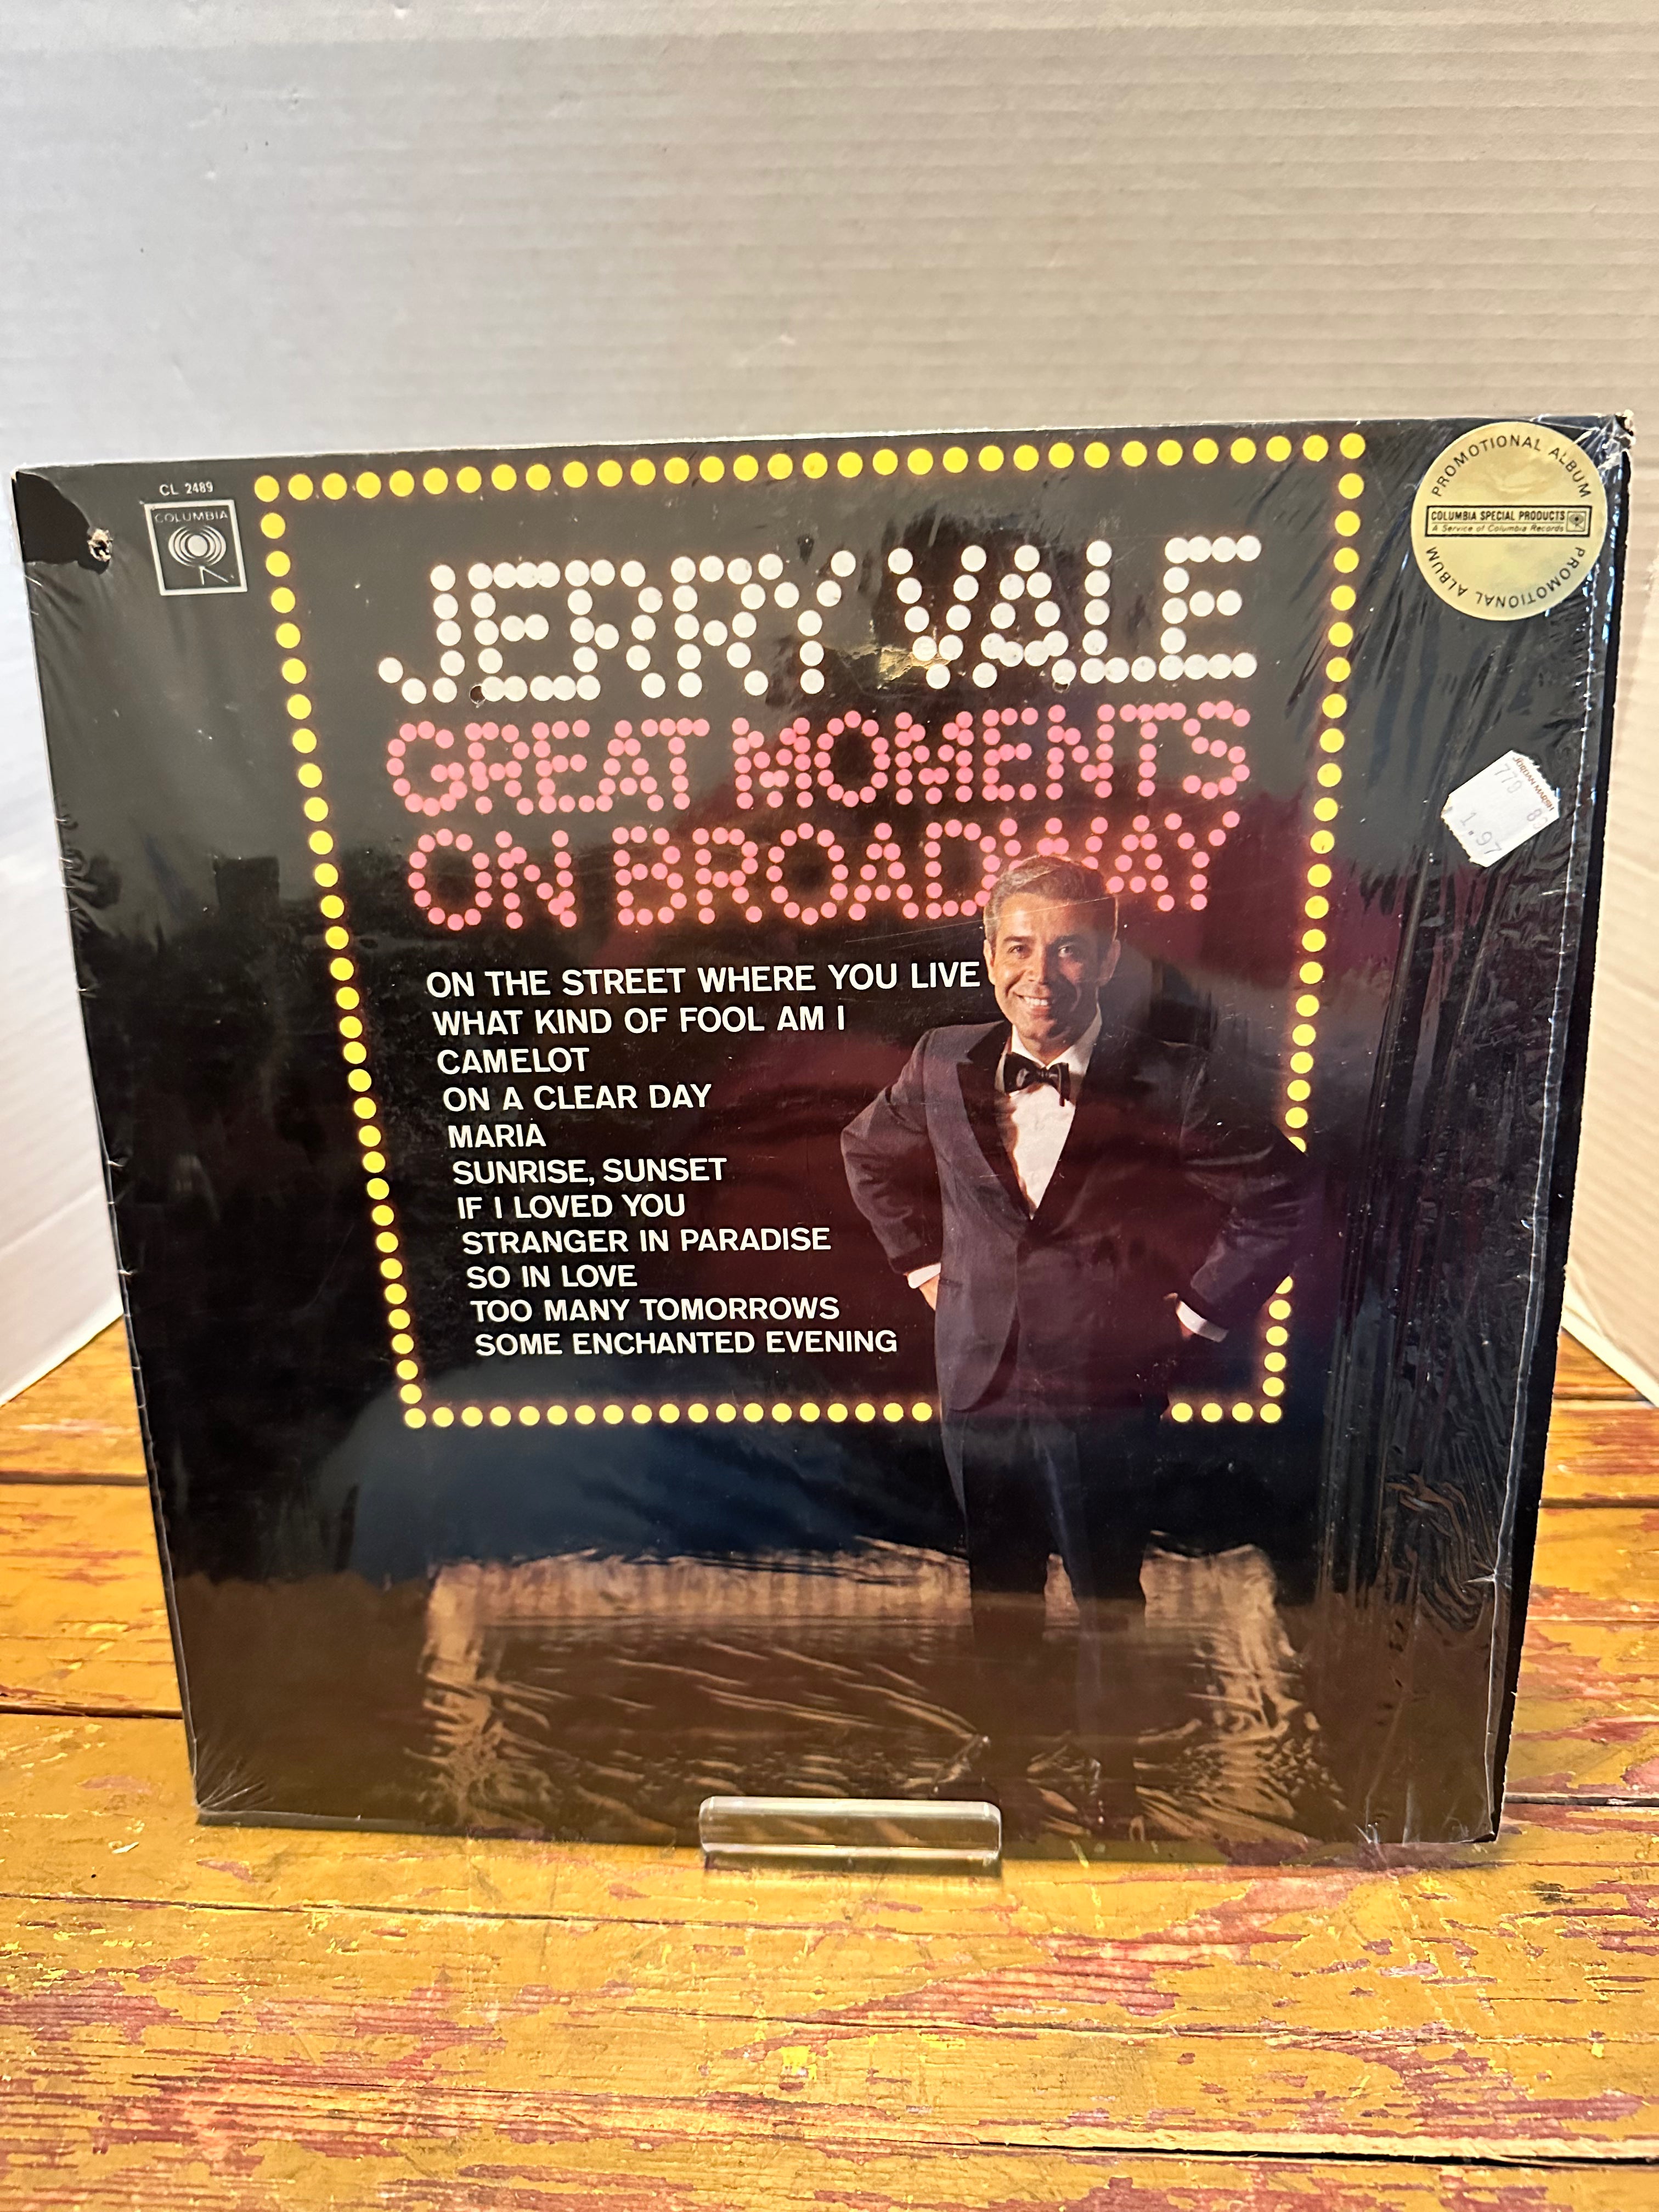 CL 2489
COLUMBIA
PROMOTIONAL ALBUM
COLUMBIA SPECIAL PRODUCTS
A Service of Columbia Records
PROMOTIONAL ALBUM
JERRY VALE
GREAT MOMENTS
ON BROADWAY
JORDAN MARSH
1.97
ON THE STREET WHERE YOU LIVE
WHAT KIND OF FOOL AM I
CAMELOT
ON A CLEAR DAY
MARIA
SUNRISE, SUNSET
IF I LOVED YOU
STRANGER IN PARADISE
SO IN LOVE
TOO MANY TOMORROWS
SOME ENCHANTED EVENING